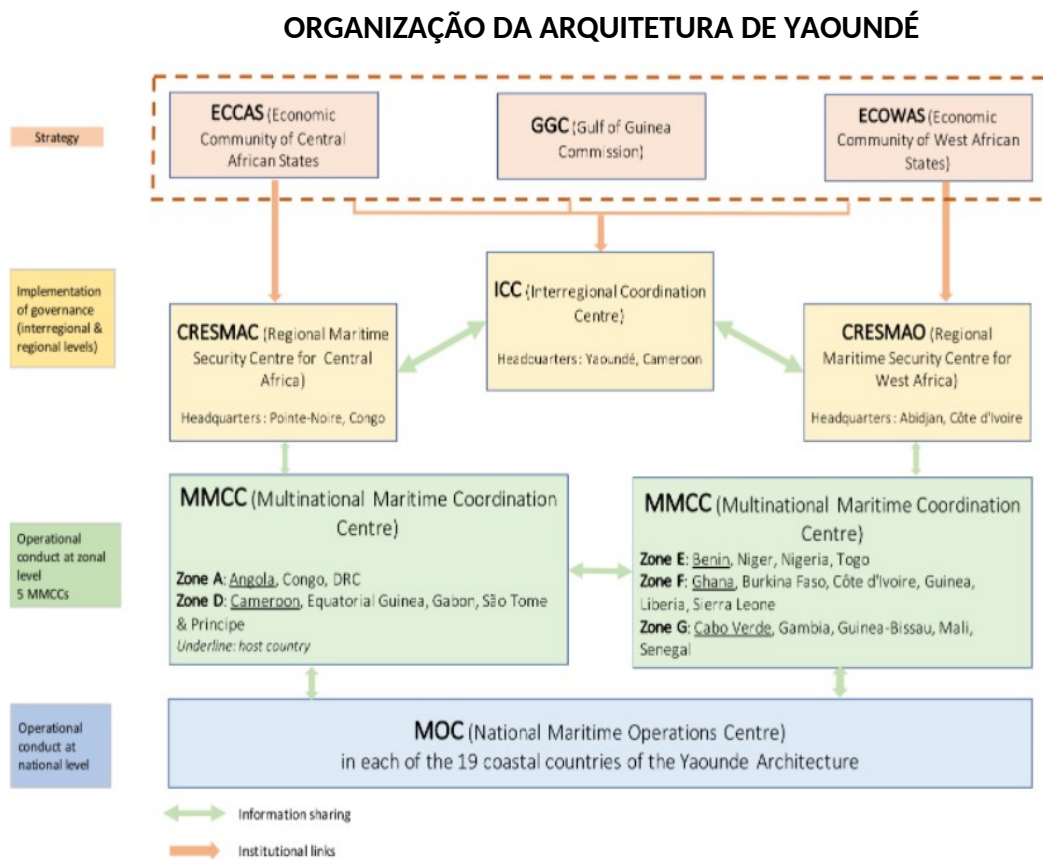 ORGANIZAÇÃO DA ARQUITETURA DE YAOUNDÉ
Strategy
ECCAS (Economic
Community of Central
African States
GGC (Gulf of Guinea
Commission)
ECOWAS (Economic
Community of West African
States)
Implementation
of governance
(interregional &
regional levels)
CRESMAC (Regional Maritime
Security Centre for Central
Africa)
Headquarters : Pointe-Noire, Congo
ICC (Interregional Coordination
Centre)
Headquarters : Yaoundé, Cameroon
CRESMAO (Regional
Maritime Security Centre for
West Africa)
Headquarters : Abidjan, Côte d'Ivoire
Operational
conduct at zonal
level
5 MMCCs
MMCC (Multinational Maritime Coordination
Centre)
Zone A: Angola, Congo, DRC
Zone D: Cameroon, Equatorial Guinea, Gabon, São Tome
& Principe
Underline: host country
MMCC (Multinational Maritime Coordination
Centre)
Zone E: Benin, Niger, Nigeria, Togo
Zone F: Ghana, Burkina Faso, Côte d'Ivoire, Guinea,
Liberia, Sierra Leone
Zone G: Cabo Verde, Gambia, Guinea-Bissau, Mali,
Senegal
Operational
conduct at
national level
MOC (National Maritime Operations Centre)
in each of the 19 coastal countries of the Yaounde Architecture
Information sharing
Institutional links